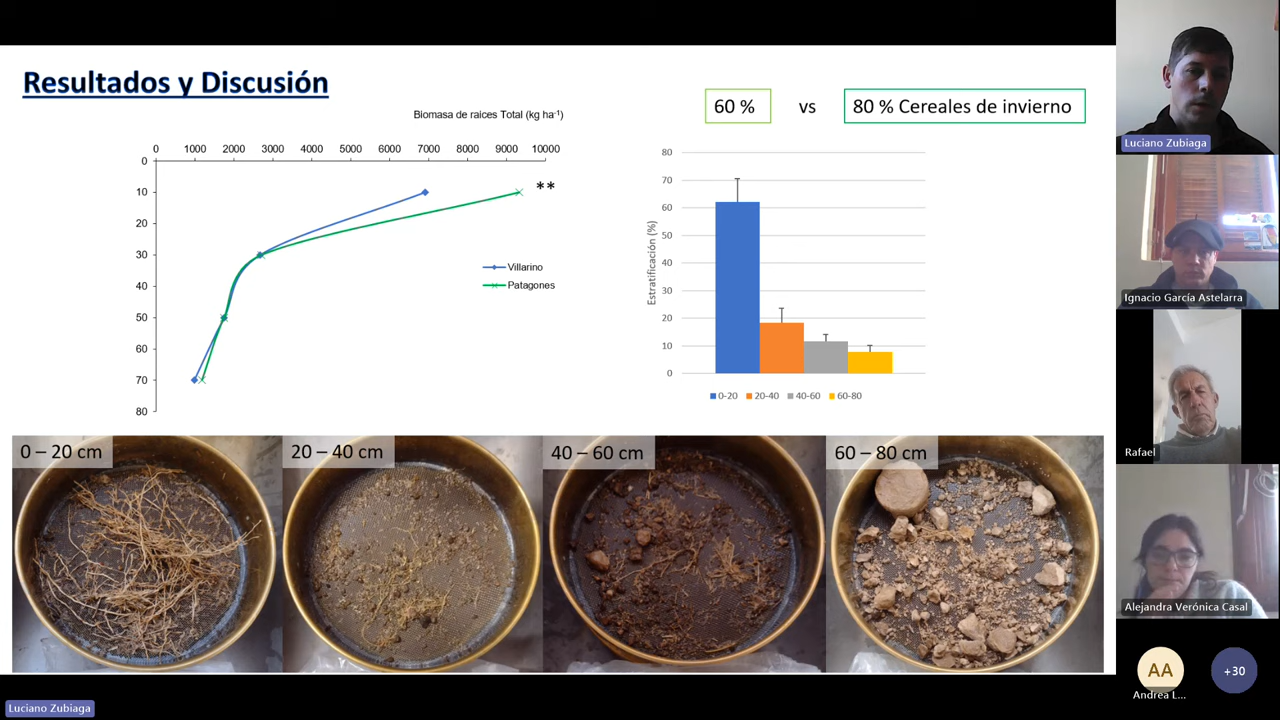 Resultados y Discusión
Biomasa de raices Total (kg ha-¹)
0 1000 2000 3000 4000 5000 6000 7000 8000 9000 10000
0
10
20
30
40
50
60
70
80
**
Villarino
Patagones
60 %
vs
80 % Cereales de invierno
Estratificación (%)
80
70
60
50
40
30
20
10
0
0-20 20-40 40-60 60-80
0 – 20 cm
20 – 40 cm
40 – 60 cm
60 – 80 cm
Luciano Zubiaga
Ignacio García Astelarra
Rafael
Alejandra Verónica Casal
AA
Andrea L...
+30
Luciano Zubiaga